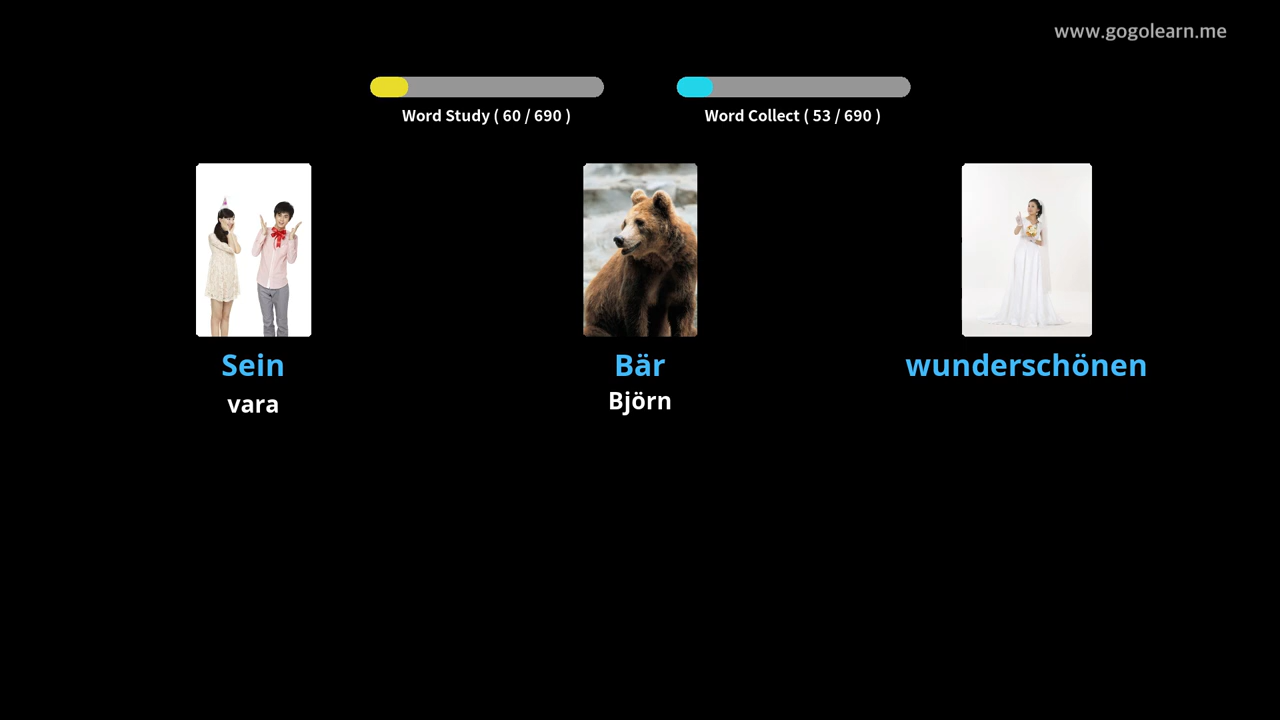 www.gogolearn.me
Word Study ( 60 / 690 )
Word Collect ( 53 / 690 )
Sein
vara
Bär
Björn
wunderschönen